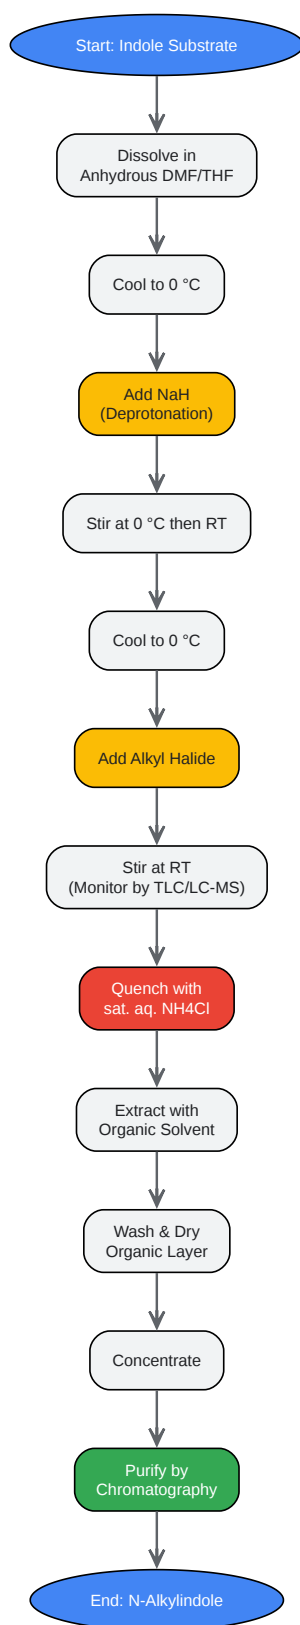 Start: Indole Substrate
Dissolve in
Anhydrous DMF/THF
Cool to 0 °C
Add NaH
(Deprotonation)
Stir at 0 °C then RT
Cool to 0 °C
Add Alkyl Halide
Stir at RT
(Monitor by TLC/LC-MS)
Quench with
sat. aq. NH4Cl
Extract with
Organic Solvent
Wash & Dry
Organic Layer
Concentrate
Purify by
Chromatography
End: N-Alkylindole